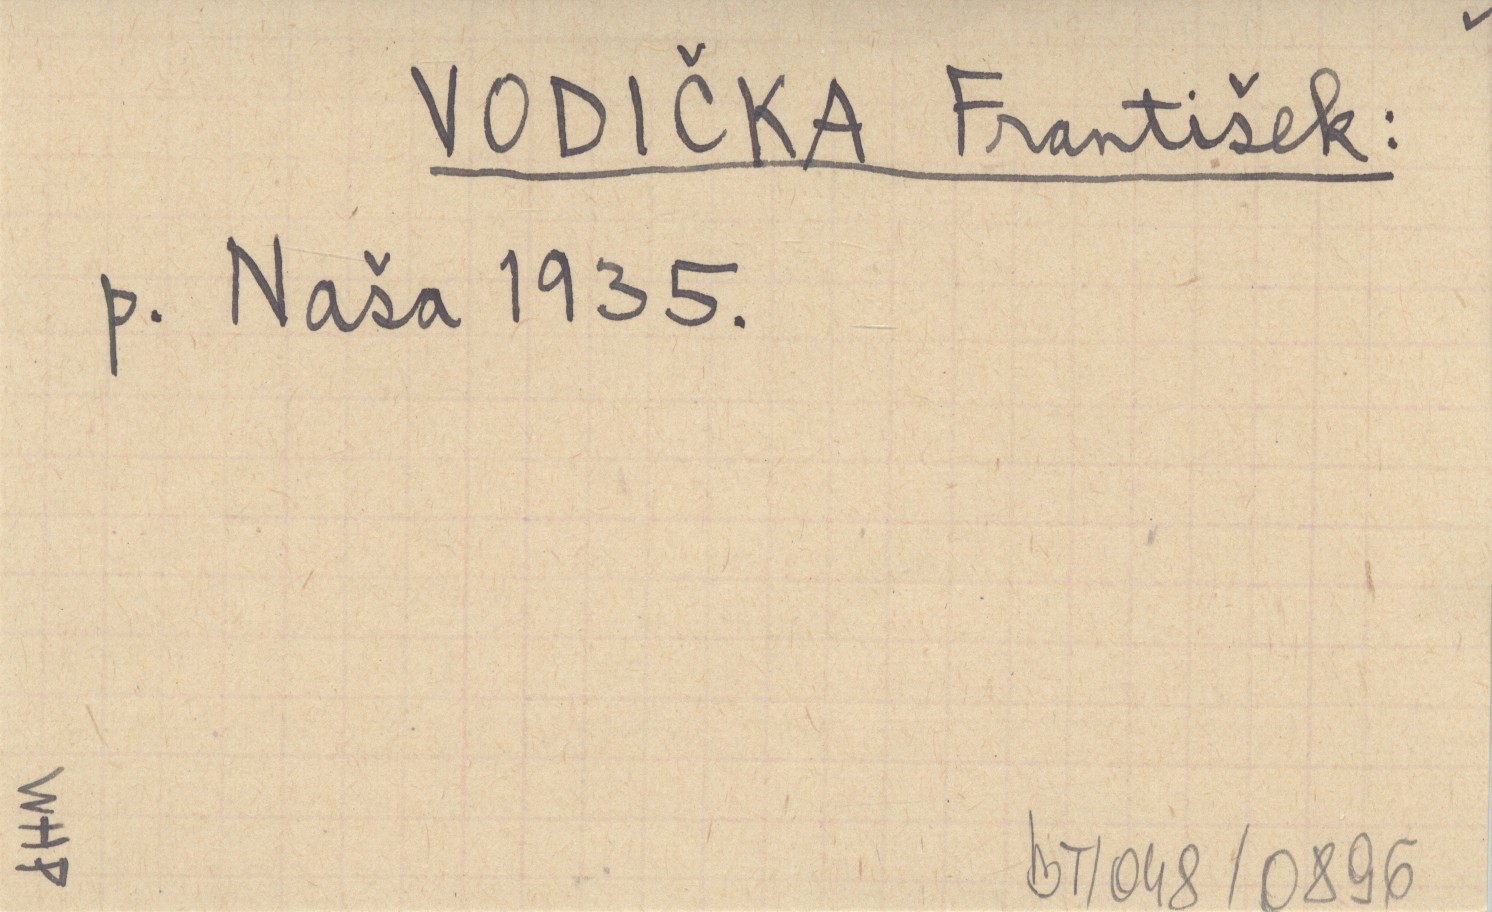 VODIČKA František:
p. Naša 1935.
WHP
bT/048/0896